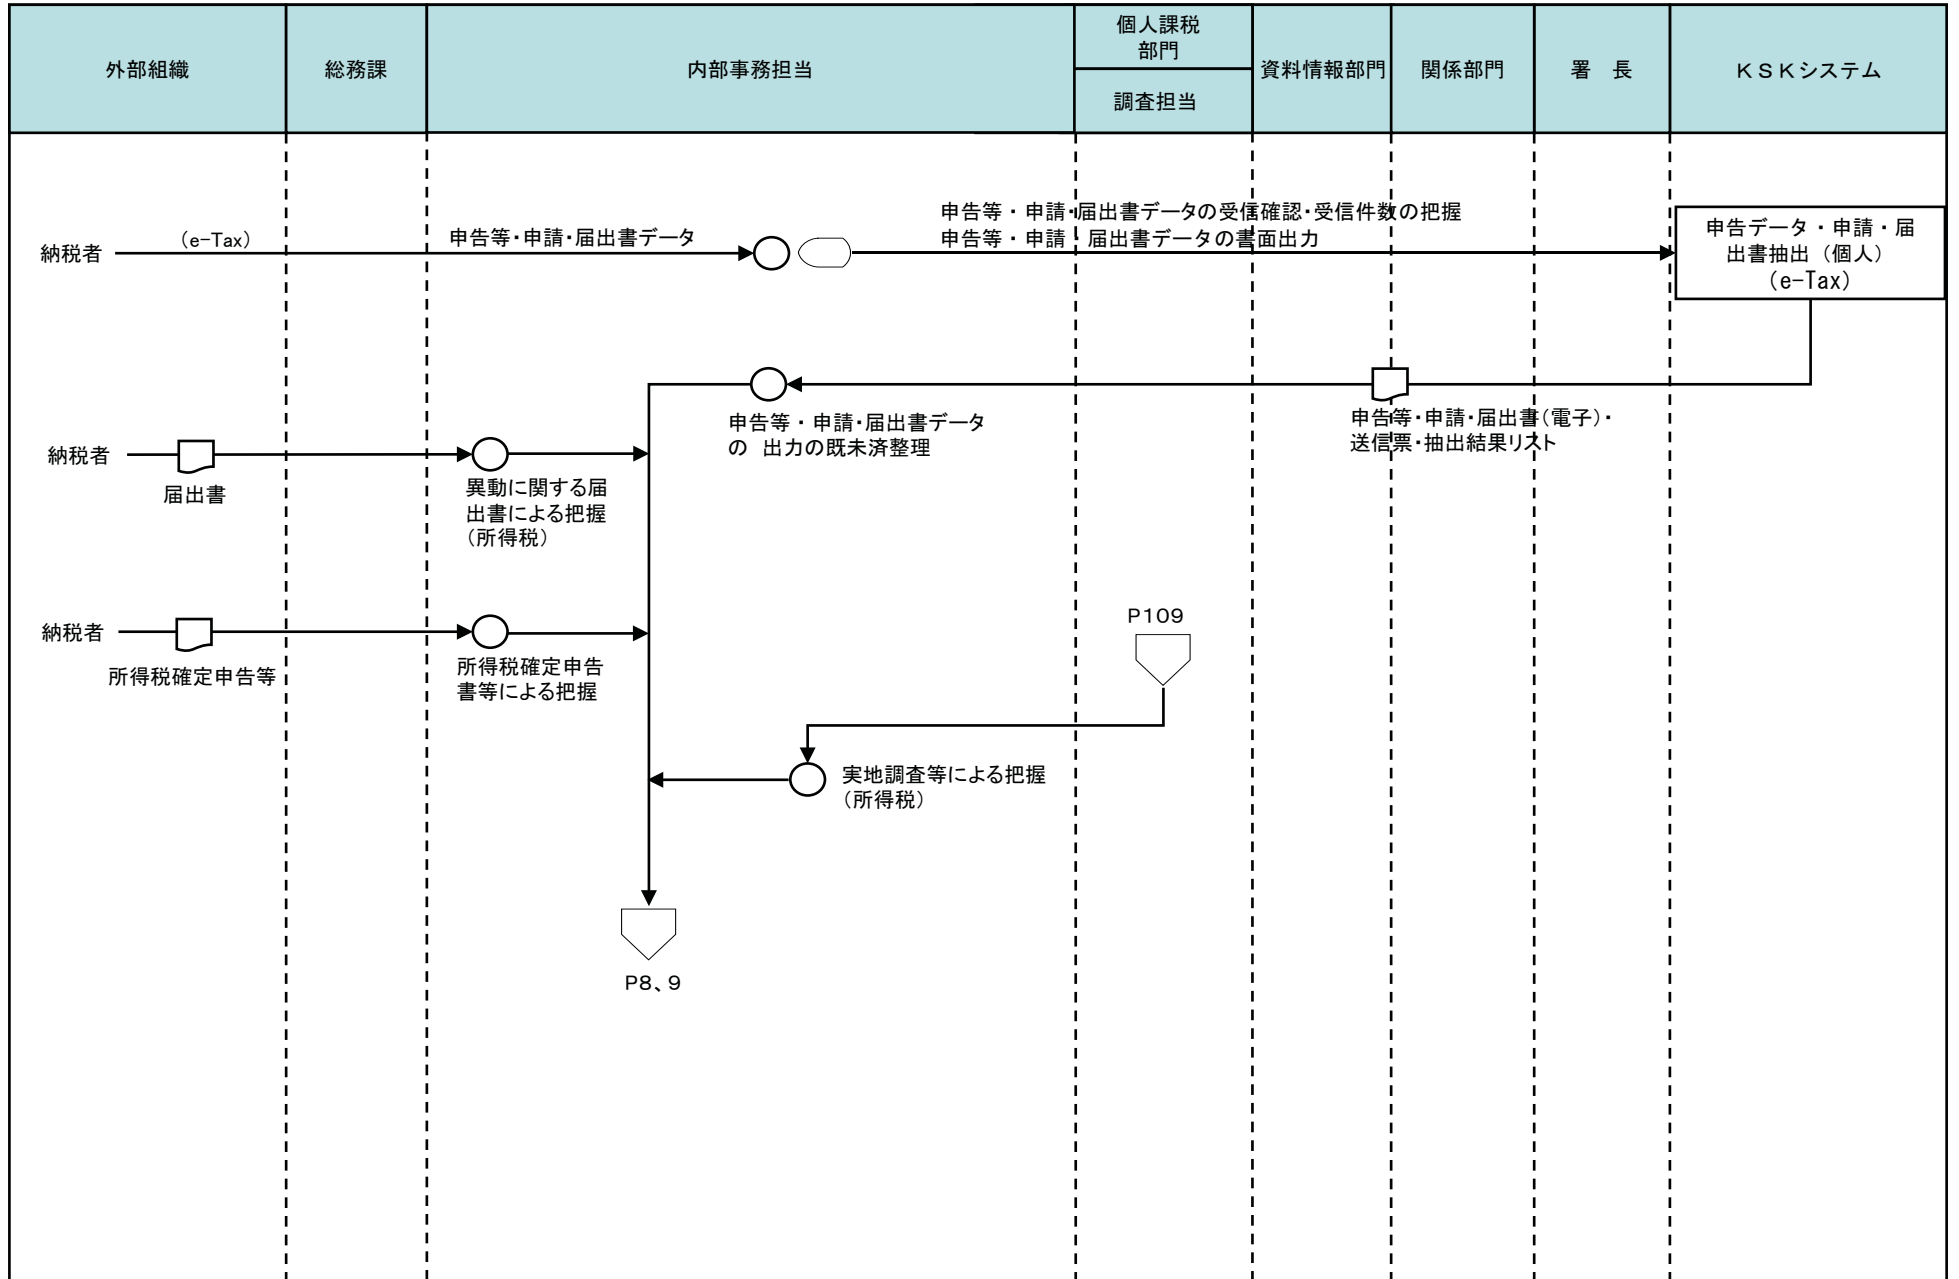 外部組織
総務課
内部事務担当
個人課税
部門
調査担当
資料情報部門
関係部門
署　長
ＫＳＫシステム
納税者
（e-Tax）
申告等・申請・届出書データ
申告等・申請・届出書データの受信確認・受信件数の把握
申告等・申請・届出書データの書面出力
申告データ・申請・届
出書抽出（個人）
（e-Tax）
申告等・申請・届出書データ
の　出力の既未済整理
申告等・申請・届出書（電子）・
送信票・抽出結果リスト
納税者
届出書
異動に関する届
出書による把握
（所得税）
納税者
所得税確定申告等
所得税確定申告
書等による把握
P109
実地調査等による把握
（所得税）
P8、9